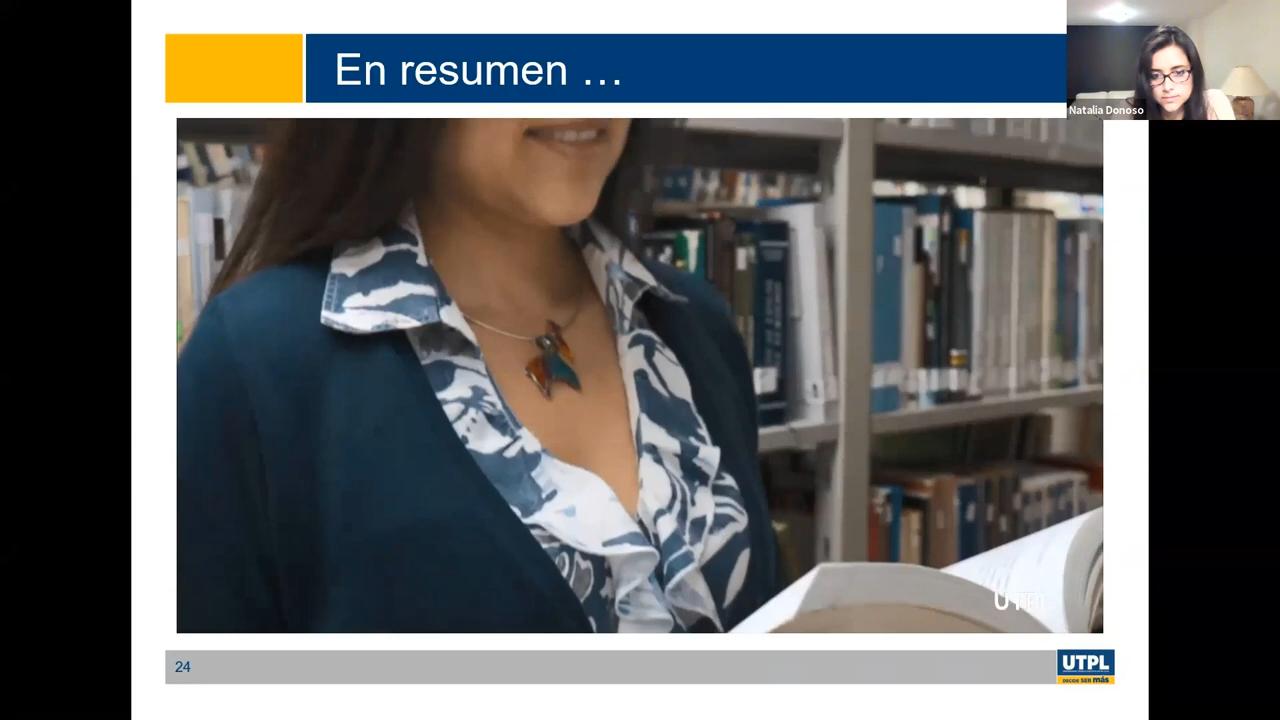 En resumen …
Natalia Donoso
24
UTPL
DECIDE SER más